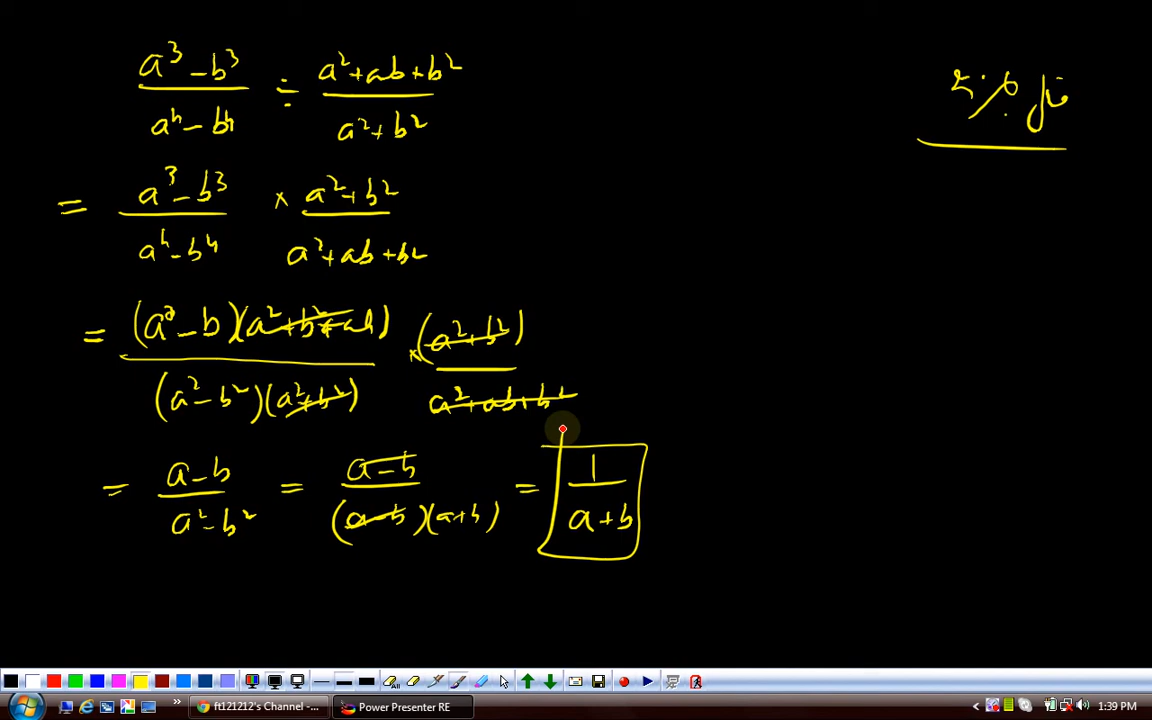 مثال
(a³ − b³)/(a⁴ − b⁴) ÷ (a² + ab + b²)/(a² + b²)
= (a³ − b³)/(a⁴ − b⁴) × (a² + b²)/(a² + ab + b²)
= (a − b)(a² + b² + ab)/(a² − b²)(a² + b²) × (a² + b²)/(a² + ab + b²)
= (a − b)/(a² − b²) = (a − b)/(a − b)(a + b) = 1/(a + b)
ft121212's Channel -... Power Presenter RE 1:39 PM